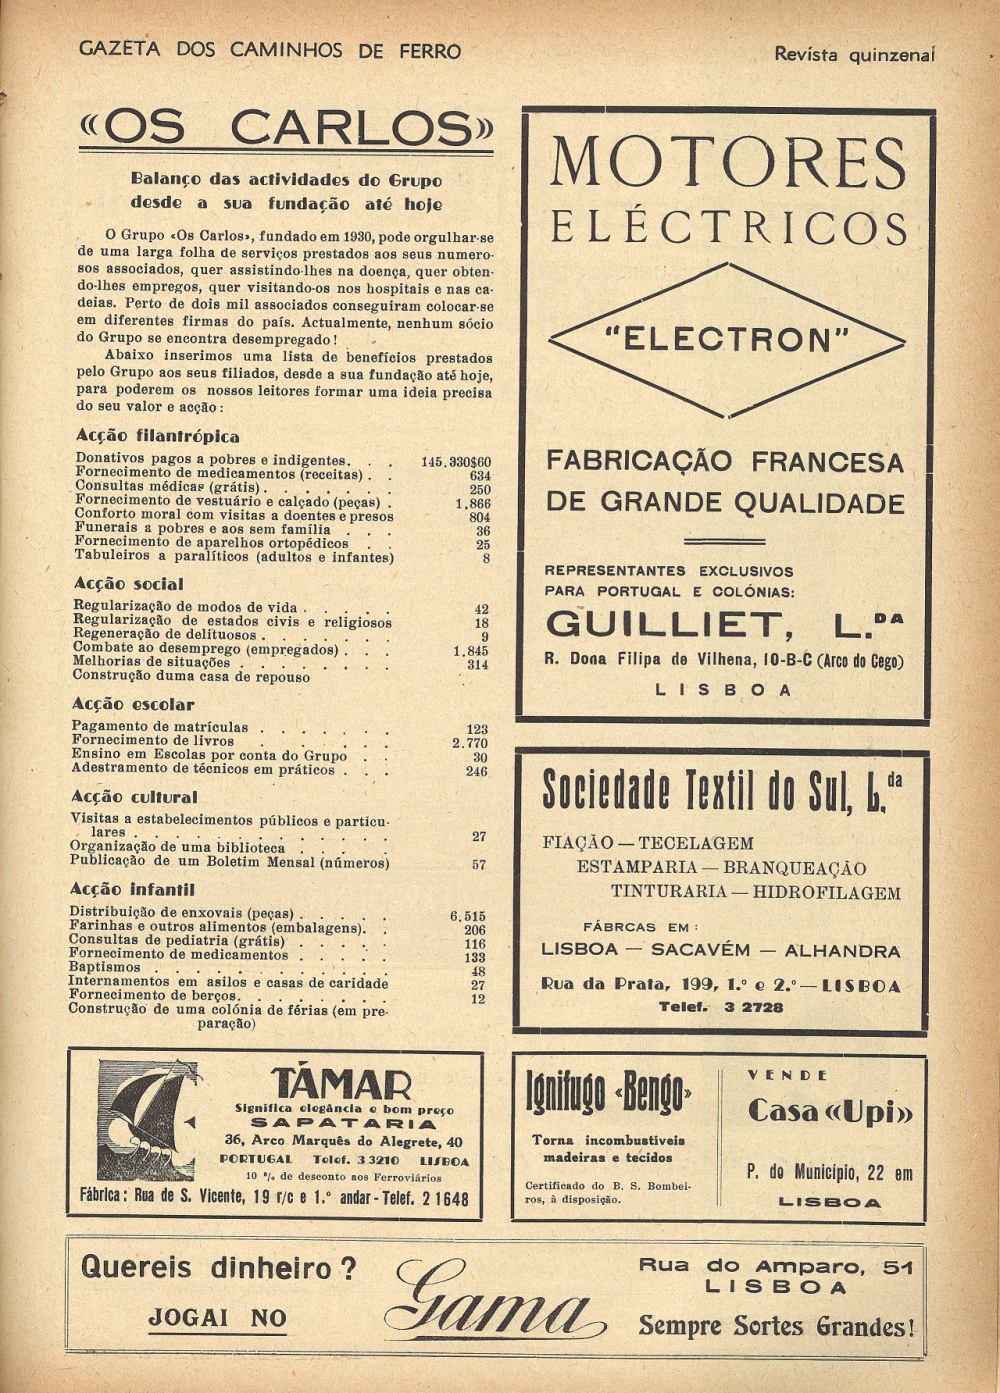 GAZETA DOS CAMINHOS DE FERRO
Revista quinzenal
«OS CARLOS»
Balanço das actividades do Grupo
desde a sua fundação até hoje
O Grupo «Os Carlos», fundado em 1930, pode orgulhar-se
de uma larga folha de serviços prestados aos seus numero-
sos associados, quer assistindo-lhes na doença, quer obten-
do-lhes empregos, quer visitando-os nos hospitais e nas ca-
deias. Perto de dois mil associados conseguiram colocar-se
em diferentes firmas do país. Actualmente, nenhum sócio
do Grupo se encontra desempregado!
Abaixo inserimos uma lista de benefícios prestados
pelo Grupo aos seus filiados, desde a sua fundação até hoje,
para poderem os nossos leitores formar uma ideia precisa
do seu valor e acção:
Acção filantrópica
Donativos pagos a pobres e indigentes. . . 145.330$60
Fornecimento de medicamentos (receitas) . . 634
Consultas médicas (grátis) . . . . . . 250
Fornecimento de vestuário e calçado (peças) . 1.866
Conforto moral com visitas a doentes e presos 804
Funerais a pobres e aos sem família . . . 36
Fornecimento de aparelhos ortopédicos . . 25
Tabuleiros a paralíticos (adultos e infantes) 8
Acção social
Regularização de modos de vida . . . . . 42
Regularização de estados civis e religiosos 18
Regeneração de delituosos . . . . . . . 9
Combate ao desemprego (empregados) . . . 1.845
Melhorias de situações . . . . . . . . 314
Construção duma casa de repouso
Acção escolar
Pagamento de matrículas . . . . . . . 123
Fornecimento de livros . . . . . . 2.770
Ensino em Escolas por conta do Grupo . . 30
Adestramento de técnicos em práticos . . . 246
Acção cultural
Visitas a estabelecimentos públicos e particu-
lares . . . . . . . . . . . . . 27
Organização de uma biblioteca . . . . .
Publicação de um Boletim Mensal (números) 57
Acção infantil
Distribuição de enxovais (peças) . . . . . 6.515
Farinhas e outros alimentos (embalagens). . 206
Consultas de pediatria (grátis) . . . . . 116
Fornecimento de medicamentos . . . . . 133
Baptismos . . . . . . . . . . . . 48
Internamentos em asilos e casas de caridade 27
Fornecimento de berços. . . . . . . . 12
Construção de uma colónia de férias (em pre-
paração)
MOTORES
ELÉCTRICOS
"ELECTRON"
FABRICAÇÃO FRANCESA
DE GRANDE QUALIDADE
REPRESENTANTES EXCLUSIVOS
PARA PORTUGAL E COLÓNIAS:
GUILLIET, L.DA
R. Dona Filipa de Vilhena, 10-B-C (Arco do Cego)
LISBOA
Sociedade Textil do Sul, L.da
FIAÇÃO — TECELAGEM
ESTAMPARIA — BRANQUEAÇÃO
TINTURARIA — HIDROFILAGEM
FÁBRCAS EM:
LISBOA — SACAVÉM — ALHANDRA
Rua da Prata, 199, 1.º e 2.º — LISBOA
Telef. 3 2728
TÁMAR
Significa elegância e bom preço
SAPATARIA
36, Arco Marquês do Alegrete, 40
PORTUGAL Telef. 3 3210 LISBOA
10 % de desconto aos Ferroviários
Fábrica: Rua de S. Vicente, 19 r/c e 1.º andar - Telef. 2 1648
Ignifugo «Bengo»
Torna incombustiveis
madeiras e tecidos
Certificado do B. S. Bombei-
ros, à disposição.
VENDE
Casa «Upi»
P. do Município, 22 em
LISBOA
Quereis dinheiro?
JOGAI NO
Gama
Rua do Amparo, 51
LISBOA
Sempre Sortes Grandes!